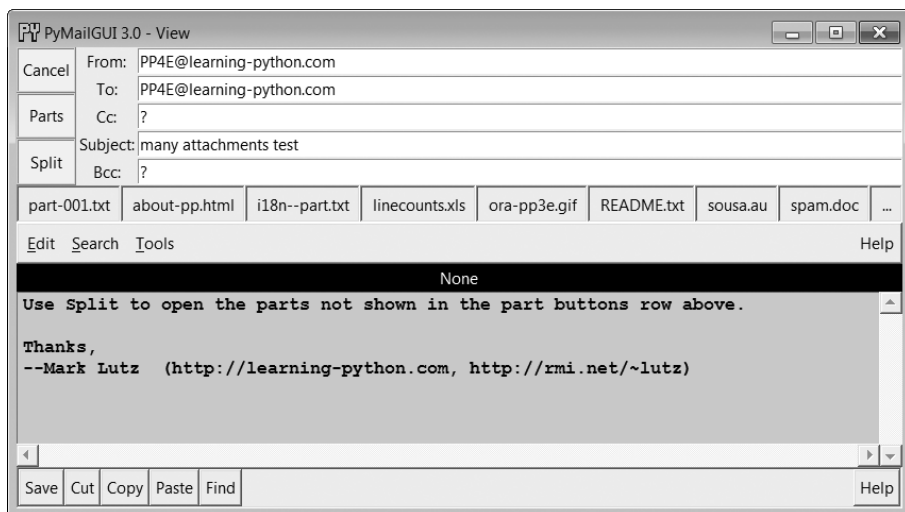 PY PyMailGUI 3.0 - View
Cancel
From: PP4E@learning-python.com
To: PP4E@learning-python.com
Parts
Cc: ?
Subject: many attachments test
Split
Bcc: ?
part-001.txt about-pp.html i18n--part.txt linecounts.xls ora-pp3e.gif README.txt sousa.au spam.doc ...
Edit Search Tools Help
None
Use Split to open the parts not shown in the part buttons row above.
Thanks,
--Mark Lutz (http://learning-python.com, http://rmi.net/~lutz)
Save Cut Copy Paste Find Help